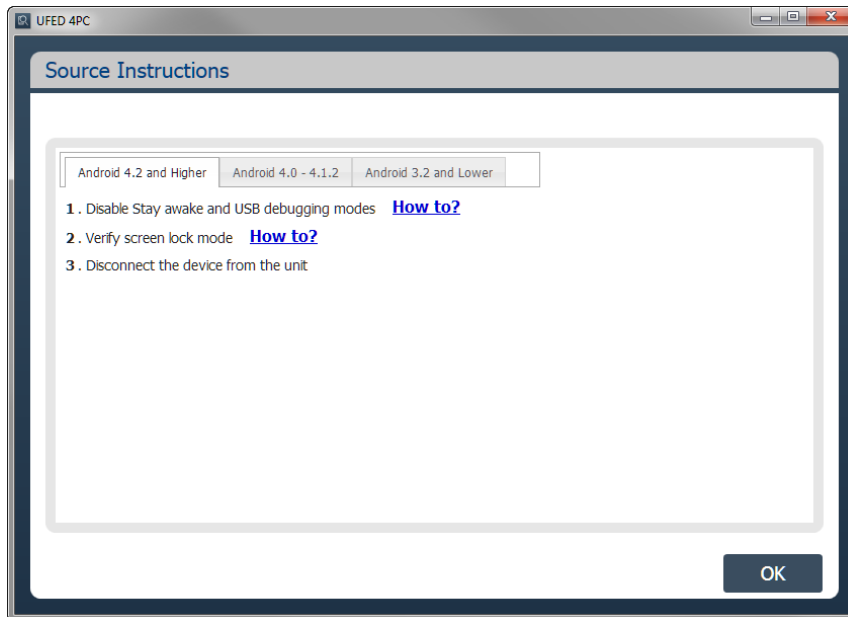 UFED 4PC
Source Instructions
Android 4.2 and Higher Android 4.0 - 4.1.2 Android 3.2 and Lower
1 . Disable Stay awake and USB debugging modes How to?
2 . Verify screen lock mode How to?
3 . Disconnect the device from the unit
OK